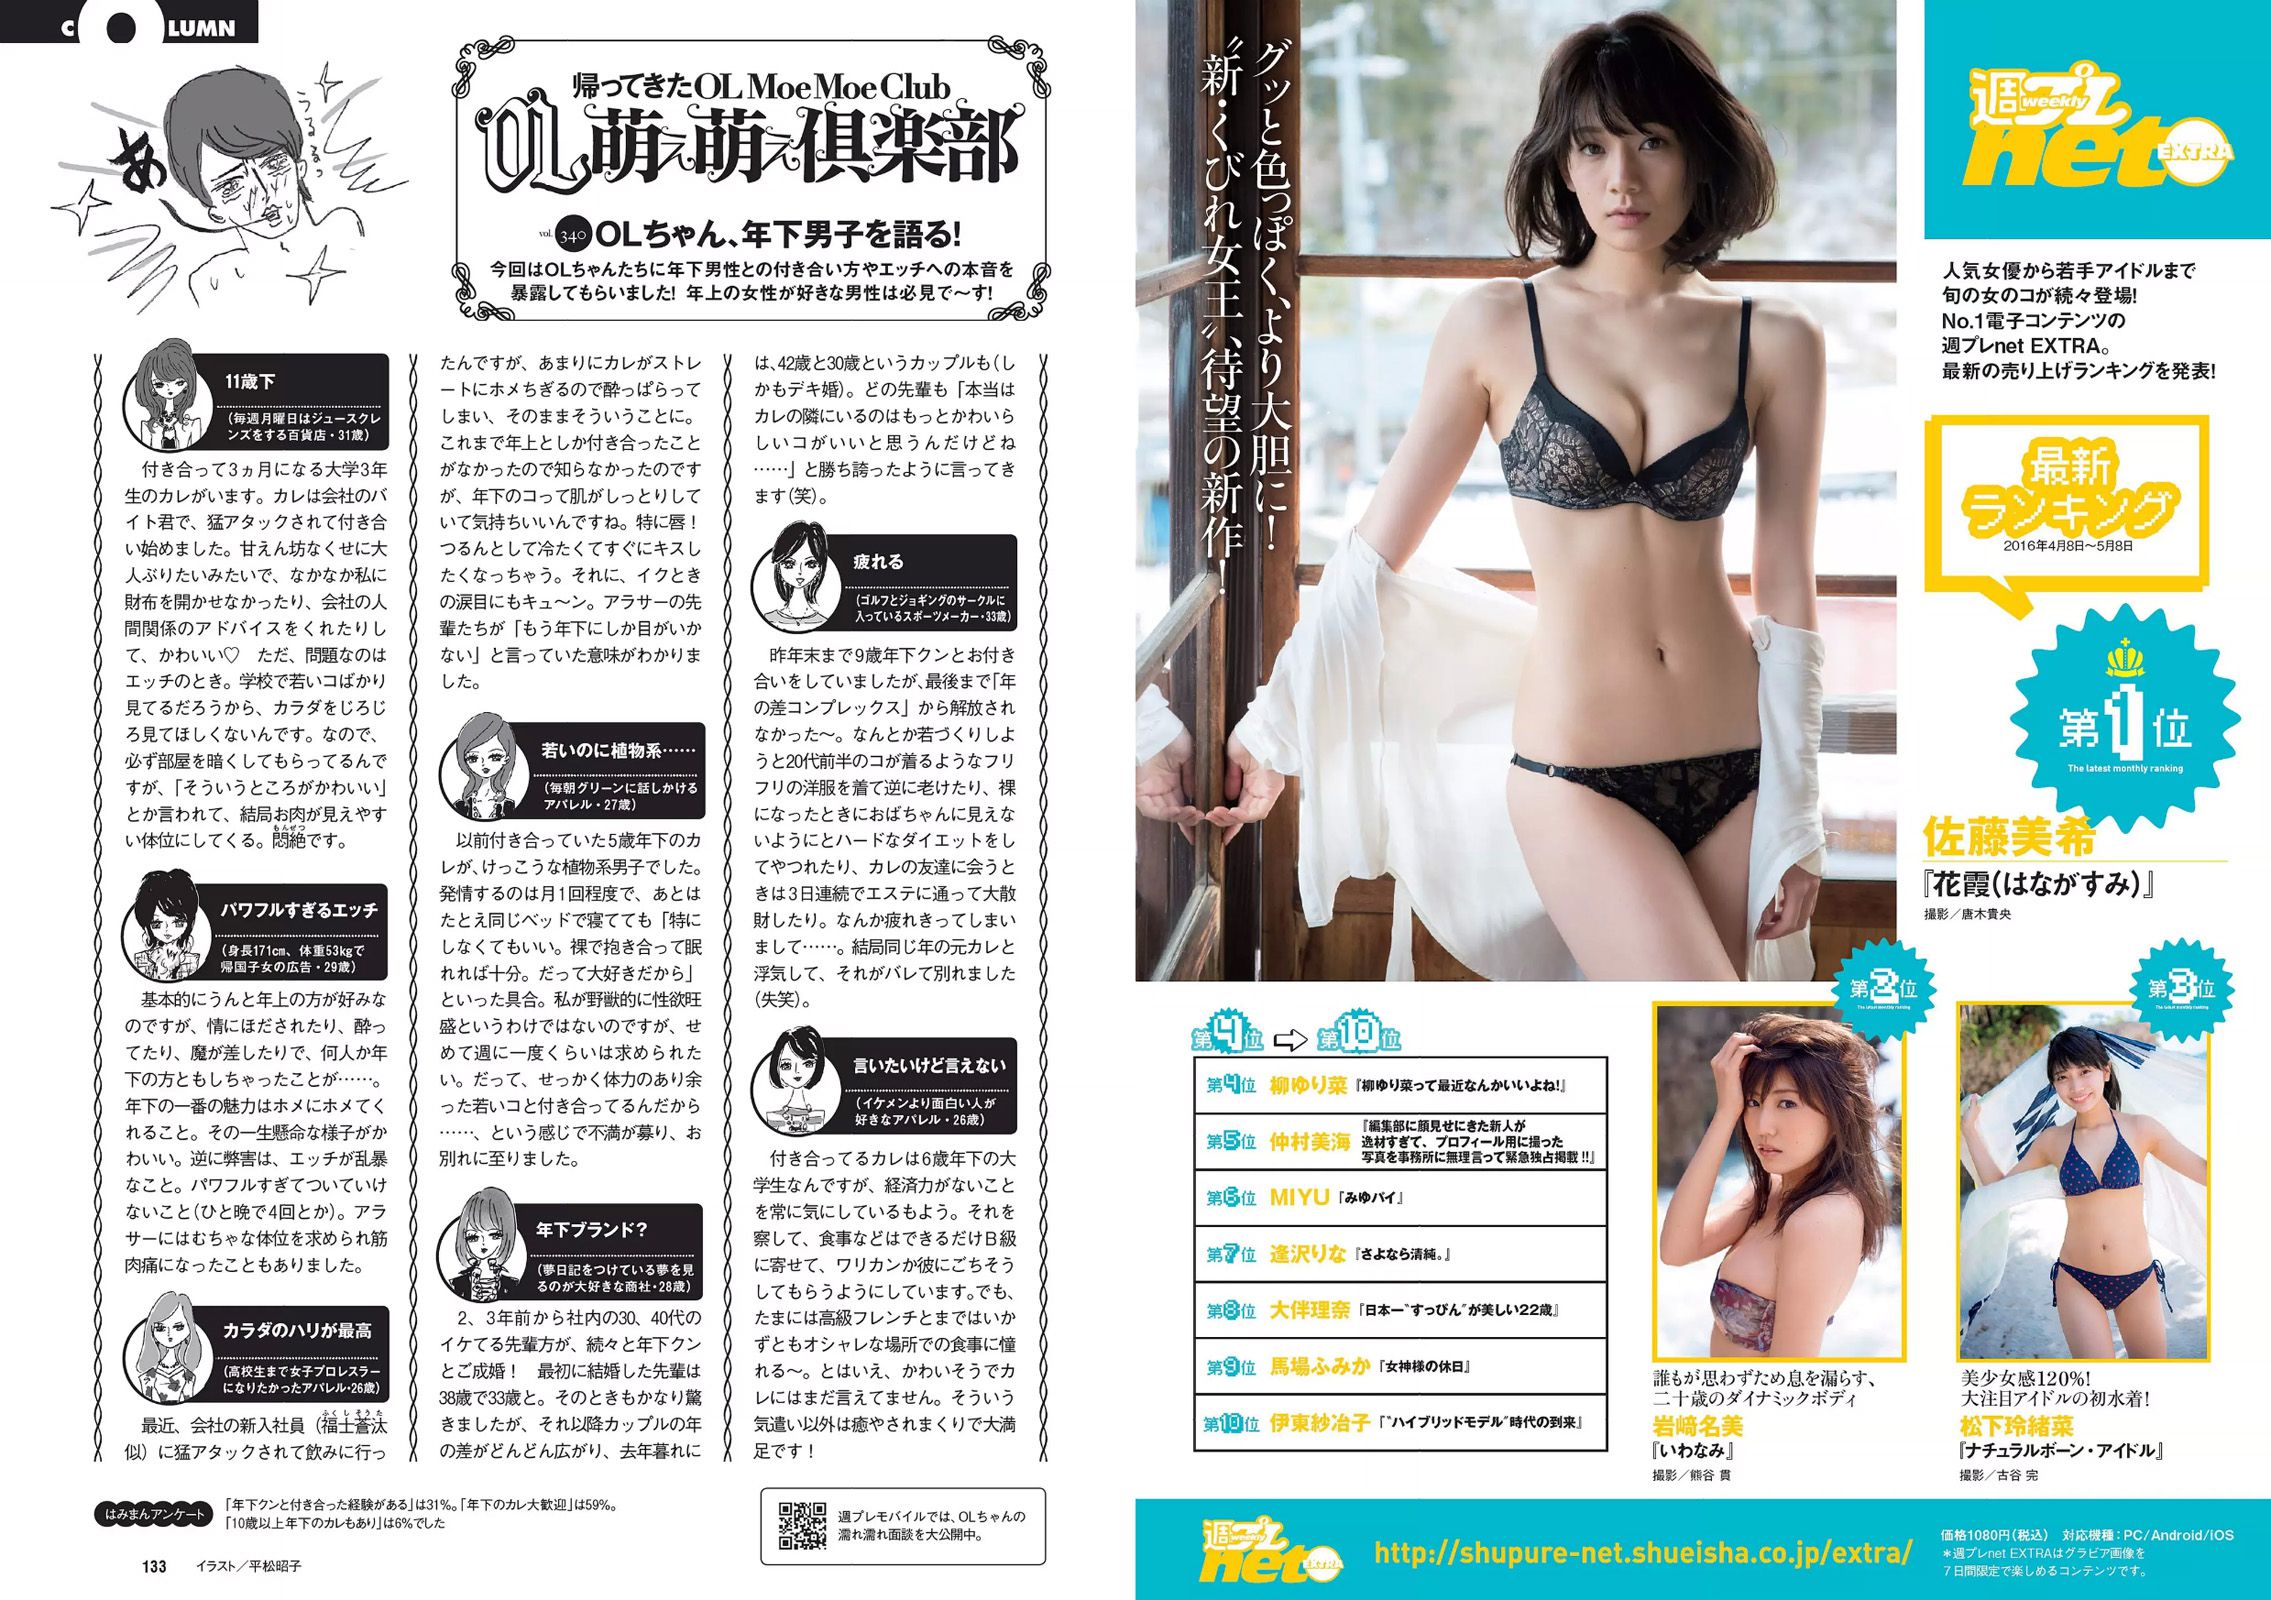 COLUMN
あ
うるうるっ
帰ってきたOL Moe Moe Club
OL萌え萌え倶楽部
vol.340 OLちゃん、年下男子を語る!
今回はOLちゃんたちに年下男性との付き合い方やエッチへの本音を
暴露してもらいました! 年上の女性が好きな男性は必見で〜す!
11歳下
(毎週月曜日はジュースクレ
ンズをする百貨店・31歳)
付き合って3ヵ月になる大学3年
生のカレがいます。カレは会社のバ
イト君で、猛アタックされて付き合
い始めました。甘えん坊なくせに大
人ぶりたいみたいで、なかなか私に
財布を開かせなかったり、会社の人
間関係のアドバイスをくれたりし
て、かわいい♡ ただ、問題なのは
エッチのとき。学校で若いコばかり
見てるだろうから、カラダをじろじ
ろ見てほしくないんです。なので、
必ず部屋を暗くしてもらってるんで
すが、「そういうところがかわいい」
とか言われて、結局お肉が見えやす
い体位にしてくる。悶絶(もんぜつ)です。
パワフルすぎるエッチ
(身長171㎝、体重53㎏で
帰国子女の広告・29歳)
基本的にうんと年上の方が好みな
のですが、情にほだされたり、酔っ
てたり、魔が差したりで、何人か年
下の方ともしちゃったことが……。
年下の一番の魅力はホメにホメてく
れること。その一生懸命な様子がか
わいい。逆に弊害は、エッチが乱暴
なこと。パワフルすぎてついていけ
ないこと(ひと晩で4回とか)。アラ
サーにはむちゃな体位を求められ筋
肉痛になったこともありました。
カラダのハリが最高
(高校生まで女子プロレスラー
になりたかったアパレル・26歳)
最近、会社の新入社員(福士蒼汰(ふくしそうた)
似)に猛アタックされて飲みに行っ
たんですが、あまりにカレがストレ
ートにホメちぎるので酔っぱらって
しまい、そのままそういうことに。
これまで年上としか付き合ったこと
がなかったので知らなかったのです
が、年下のコって肌がしっとりして
いて気持ちいいんですね。特に唇!
つるんとして冷たくてすぐにキスし
たくなっちゃう。それに、イクとき
の涙目にもキュ〜ン。アラサーの先
輩たちが「もう年下にしか目がいか
ない」と言っていた意味がわかりま
した。
若いのに植物系……
(毎朝グリーンに話しかける
アパレル・27歳)
以前付き合っていた5歳年下のカ
レが、けっこうな植物系男子でした。
発情するのは月1回程度で、あとは
たとえ同じベッドで寝てても「特に
しなくてもいい。裸で抱き合って眠
れれば十分。だって大好きだから」
といった具合。私が野獣的に性欲旺
盛というわけではないのですが、せ
めて週に一度くらいは求められた
い。だって、せっかく体力のあり余
った若いコと付き合ってるんだから
……、という感じで不満が募り、お
別れに至りました。
年下ブランド?
(夢日記をつけている夢を見
るのが大好きな商社・28歳)
2、3年前から社内の30、40代の
イケてる先輩方が、続々と年下クン
とご成婚! 最初に結婚した先輩は
38歳で33歳と。そのときもかなり驚
きましたが、それ以降カップルの年
の差がどんどん広がり、去年暮れに
は、42歳と30歳というカップルも(し
かもデキ婚)。どの先輩も「本当は
カレの隣にいるのはもっとかわいら
しいコがいいと思うんだけどね
……」と勝ち誇ったように言ってき
ます(笑)。
疲れる
(ゴルフとジョギングのサークルに
入っているスポーツメーカー・33歳)
昨年末まで9歳年下クンとお付き
合いをしていましたが、最後まで「年
の差コンプレックス」から解放され
なかった〜。なんとか若づくりしよ
うと20代前半のコが着るようなフリ
フリの洋服を着て逆に老けたり、裸
になったときにおばちゃんに見えな
いようにとハードなダイエットをし
てやつれたり、カレの友達に会うと
きは3日連続でエステに通って大散
財したり。なんか疲れきってしまい
まして……。結局同じ年の元カレと
浮気して、それがバレて別れました
(失笑)。
言いたいけど言えない
(イケメンより面白い人が
好きなアパレル・26歳)
付き合ってるカレは6歳年下の大
学生なんですが、経済力がないこと
を常に気にしているもよう。それを
察して、食事などはできるだけB級
に寄せて、ワリカンか彼にごちそう
してもらうようにしています。でも、
たまには高級フレンチとまではいか
ずともオシャレな場所での食事に憧
れる〜。とはいえ、かわいそうでカ
レにはまだ言えてません。そういう
気遣い以外は癒やされまくりで大満
足です!
はみまんアンケート
「年下クンと付き合った経験がある」は31%。「年下のカレ大歓迎」は59%。
「10歳以上年下のカレもあり」は6%でした
週プレモバイルでは、OLちゃんの
濡れ濡れ面談を大公開中。
133 イラスト/平松昭子
グッと色っぽく、より大胆に!
“新・くびれ女王”、待望の新作!
週プレ weekly
net EXTRA
人気女優から若手アイドルまで
旬の女のコが続々登場!
No.1電子コンテンツの
週プレnet EXTRA。
最新の売り上げランキングを発表!
最新
ランキング
2016年4月8日〜5月8日
第1位
The latest monthly ranking
佐藤美希
『花霞(はながすみ)』
撮影/唐木貴央
第2位
The latest monthly ranking
第3位
The latest monthly ranking
第4位⇨第10位
第4位 柳ゆり菜 『柳ゆり菜って最近なんかいいよね!』
第5位 仲村美海 『編集部に顔見せにきた新人が
逸材すぎて、プロフィール用に撮った
写真を事務所に無理言って緊急独占掲載!!』
第6位 MIYU 『みゆパイ』
第7位 逢沢りな 『さよなら清純。』
第8位 大伴理奈 『日本一“すっぴん”が美しい22歳』
第9位 馬場ふみか 『女神様の休日』
第10位 伊東紗冶子 『“ハイブリッドモデル”時代の到来』
誰もが思わずため息を漏らす、
二十歳のダイナミックボディ
岩﨑名美
『いわなみ』
撮影/熊谷 貫
美少女感120%!
大注目アイドルの初水着!
松下玲緒菜
『ナチュラルボーン・アイドル』
撮影/古谷 完
週プレ weekly
net EXTRA
http://shupure-net.shueisha.co.jp/extra/
価格1080円(税込) 対応機種:PC/Android/iOS
*週プレnet EXTRAはグラビア画像を
7日間限定で楽しめるコンテンツです。